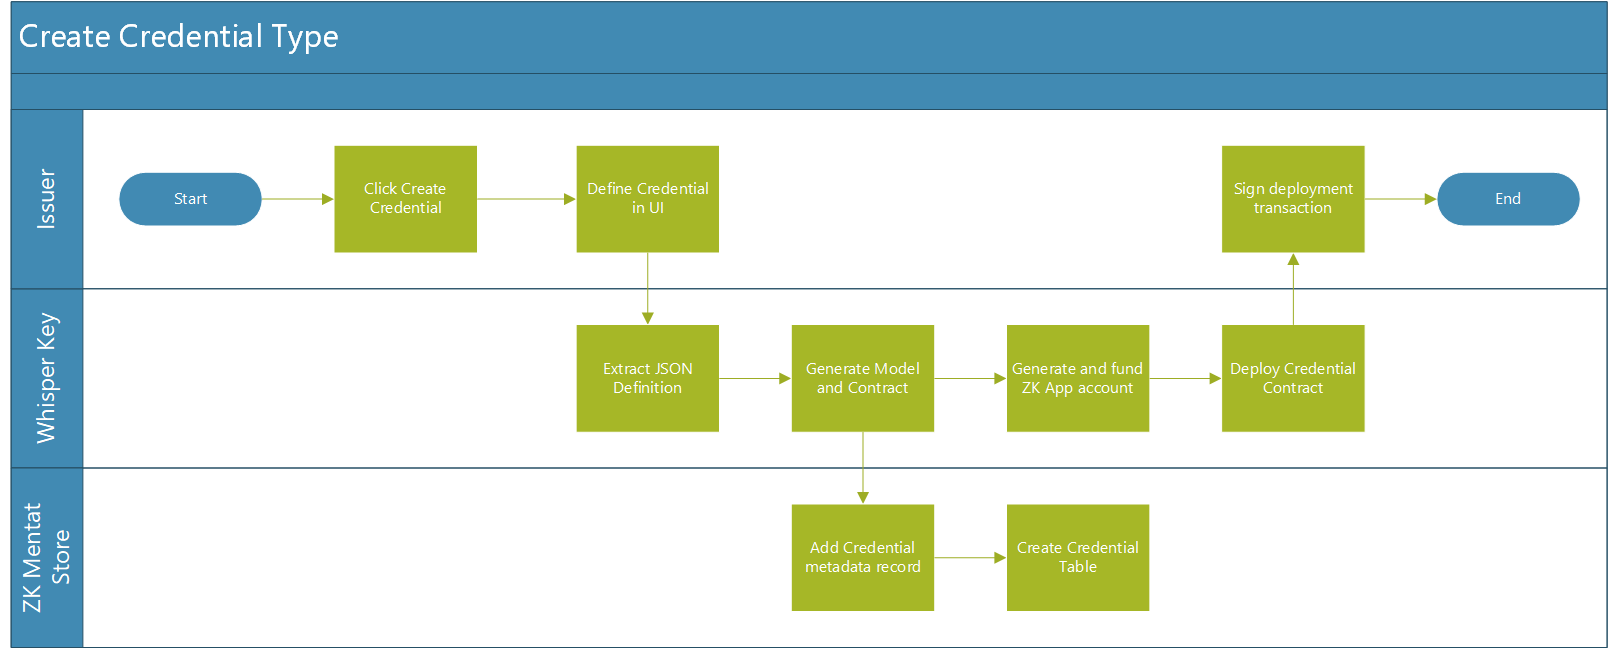 Create Credential Type
Issuer
Start
Click Create
Credential
Define Credential
in UI
Sign deployment
transaction
End
Whisper Key
Extract JSON
Definition
Generate Model
and Contract
Generate and fund
ZK App account
Deploy Credential
Contract
ZK Mentat
Store
Add Credential
metadata record
Create Credential
Table